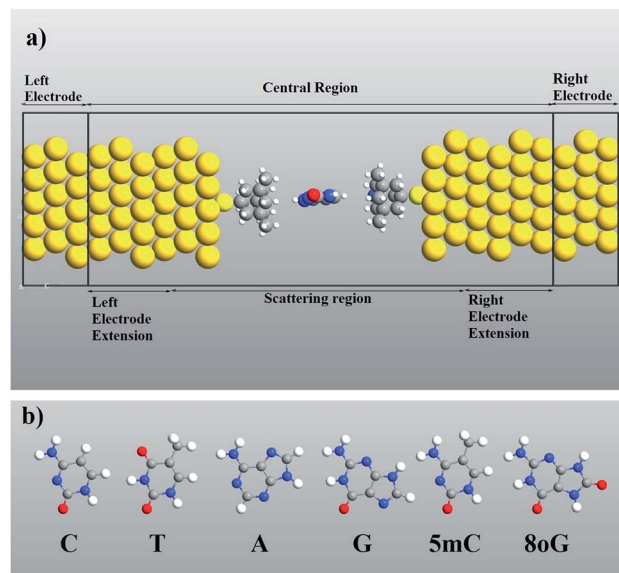 a)
Left
Electrode
Central Region
Right
Electrode
Left
Electrode
Extension
Scattering region
Right
Electrode
Extension
b)
C T A G 5mC 8oG